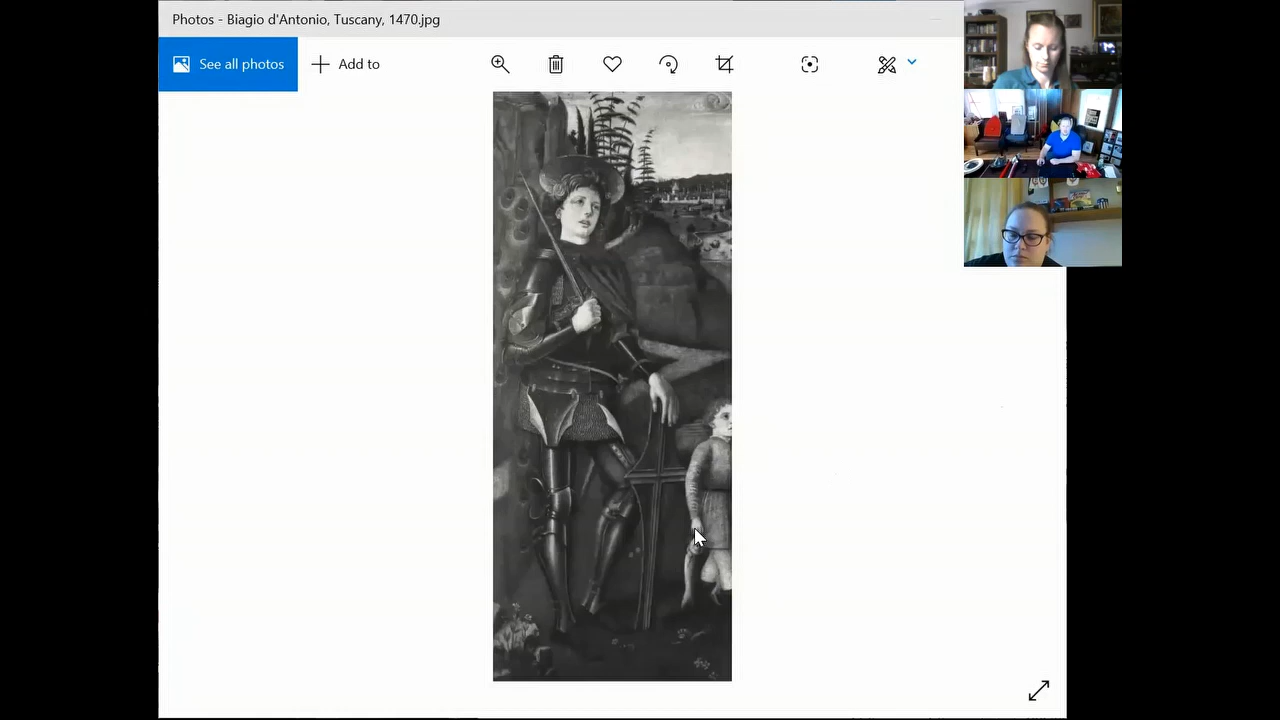 Photos - Biagio d'Antonio, Tuscany, 1470.jpg
See all photos
Add to